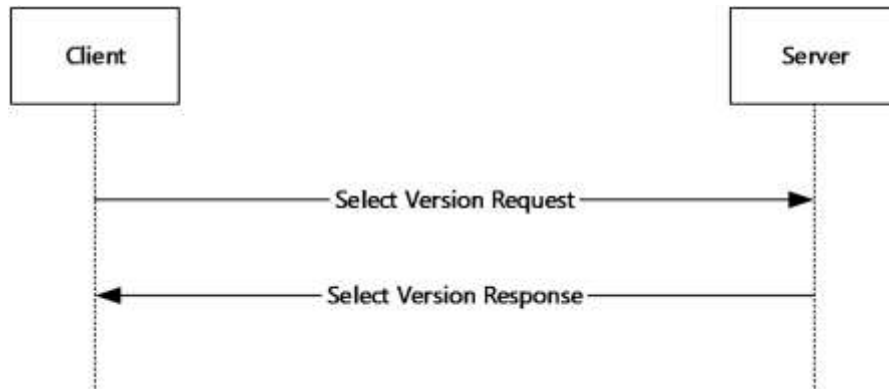 Client
Server
Select Version Request
Select Version Response